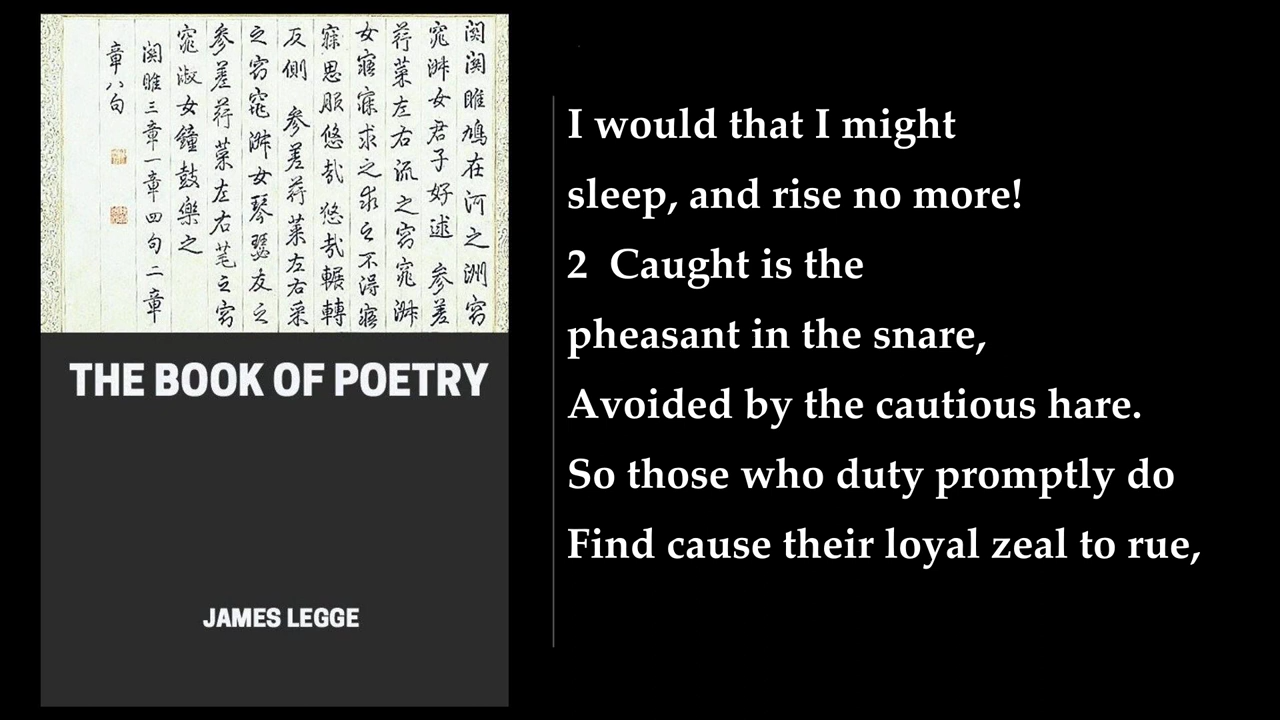 関関雎鳩在河之洲窈
窕淑女君子好逑 參差
荇菜左右流之窈窕淑
女寤寐求之求之不得寤
寐思服悠哉悠哉輾轉
反側 參差荇菜左右采
之窈窕淑女琴瑟友之
參差荇菜左右芼之窈
窕淑女鐘鼓樂之
関雎三章一章四句二章
章八句
THE BOOK OF POETRY
JAMES LEGGE
I would that I might
sleep, and rise no more!
2 Caught is the
pheasant in the snare,
Avoided by the cautious hare.
So those who duty promptly do
Find cause their loyal zeal to rue,